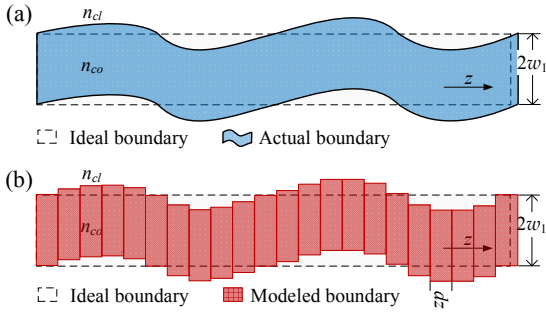 (a)
n_cl
n_co
z
2w_1
Ideal boundary
Actual boundary
(b)
n_cl
n_co
z
2w_1
dz
Ideal boundary
Modeled boundary